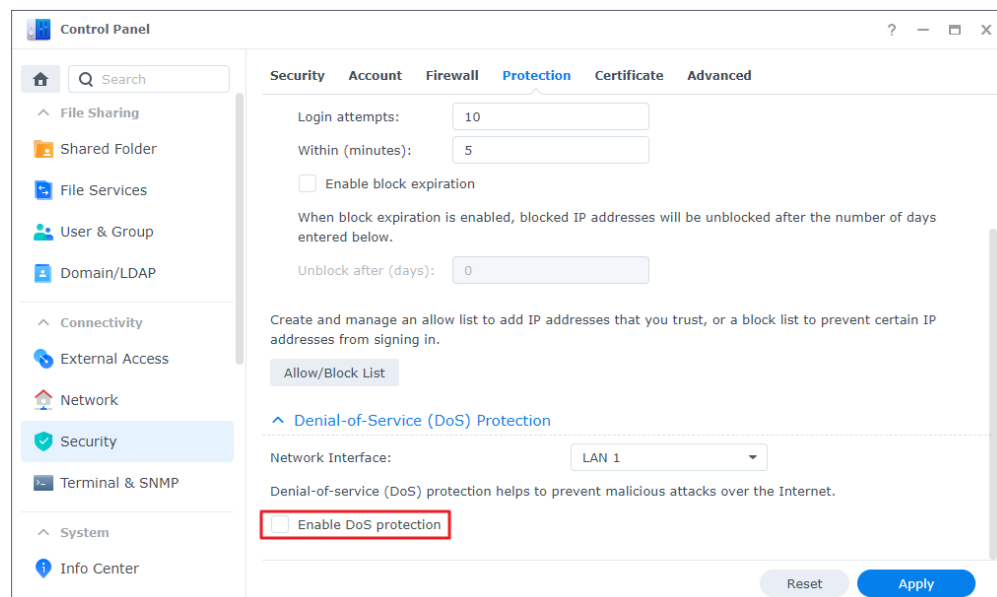 Control Panel
?
Search
Security Account Firewall Protection Certificate Advanced
File Sharing
Shared Folder
File Services
User & Group
Domain/LDAP
Connectivity
External Access
Network
Security
Terminal & SNMP
System
Info Center
Login attempts: 10
Within (minutes): 5
Enable block expiration
When block expiration is enabled, blocked IP addresses will be unblocked after the number of days
entered below.
Unblock after (days): 0
Create and manage an allow list to add IP addresses that you trust, or a block list to prevent certain IP
addresses from signing in.
Allow/Block List
Denial-of-Service (DoS) Protection
Network Interface: LAN 1
Denial-of-service (DoS) protection helps to prevent malicious attacks over the Internet.
Enable DoS protection
Reset Apply